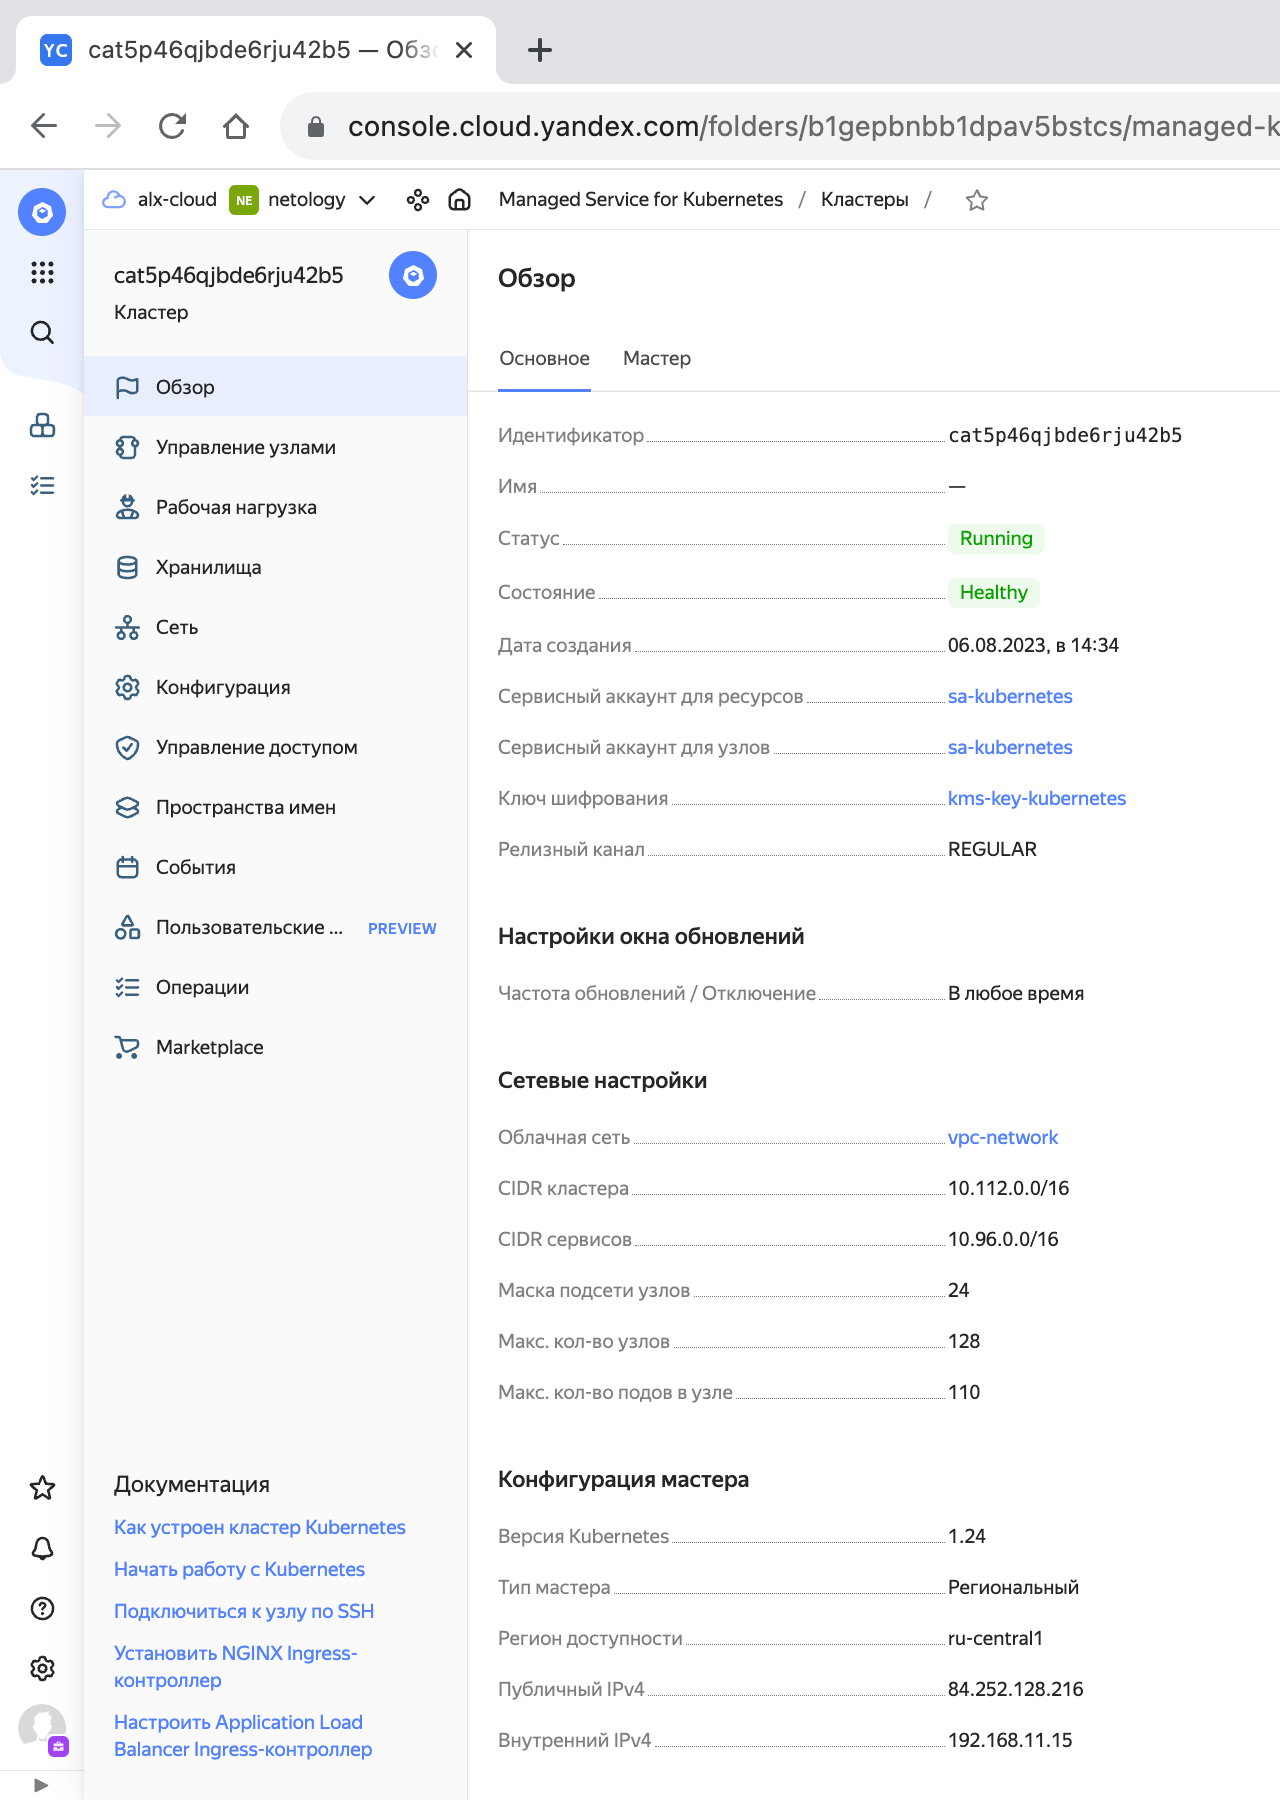 YC cat5p46qjbde6rju42b5 — Обзо
console.cloud.yandex.com/folders/b1gepbnbb1dpav5bstcs/managed-k
alx-cloud NE netology Managed Service for Kubernetes / Кластеры /
cat5p46qjbde6rju42b5
Кластер
Обзор
Управление узлами
Рабочая нагрузка
Хранилища
Сеть
Конфигурация
Управление доступом
Пространства имен
События
Пользовательские ... PREVIEW
Операции
Marketplace
Документация
Как устроен кластер Kubernetes
Начать работу с Kubernetes
Подключиться к узлу по SSH
Установить NGINX Ingress-
контроллер
Настроить Application Load
Balancer Ingress-контроллер
Обзор
Основное Мастер
Идентификатор cat5p46qjbde6rju42b5
Имя —
Статус Running
Состояние Healthy
Дата создания 06.08.2023, в 14:34
Сервисный аккаунт для ресурсов sa-kubernetes
Сервисный аккаунт для узлов sa-kubernetes
Ключ шифрования kms-key-kubernetes
Релизный канал REGULAR
Настройки окна обновлений
Частота обновлений / Отключение В любое время
Сетевые настройки
Облачная сеть vpc-network
CIDR кластера 10.112.0.0/16
CIDR сервисов 10.96.0.0/16
Маска подсети узлов 24
Макс. кол-во узлов 128
Макс. кол-во подов в узле 110
Конфигурация мастера
Версия Kubernetes 1.24
Тип мастера Региональный
Регион доступности ru-central1
Публичный IPv4 84.252.128.216
Внутренний IPv4 192.168.11.15